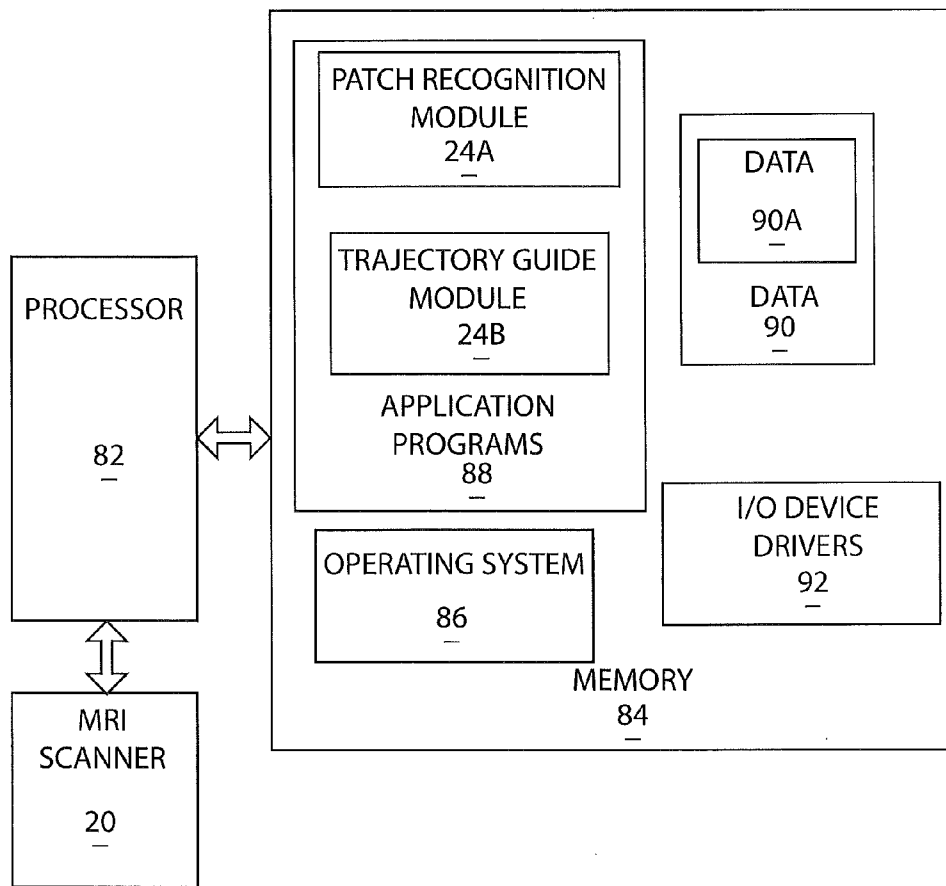 PATCH RECOGNITION
MODULE
24A
TRAJECTORY GUIDE
MODULE
24B
APPLICATION
PROGRAMS
88
DATA
90A
DATA
90
PROCESSOR
82
I/O DEVICE
DRIVERS
92
OPERATING SYSTEM
86
MEMORY
84
MRI
SCANNER
20